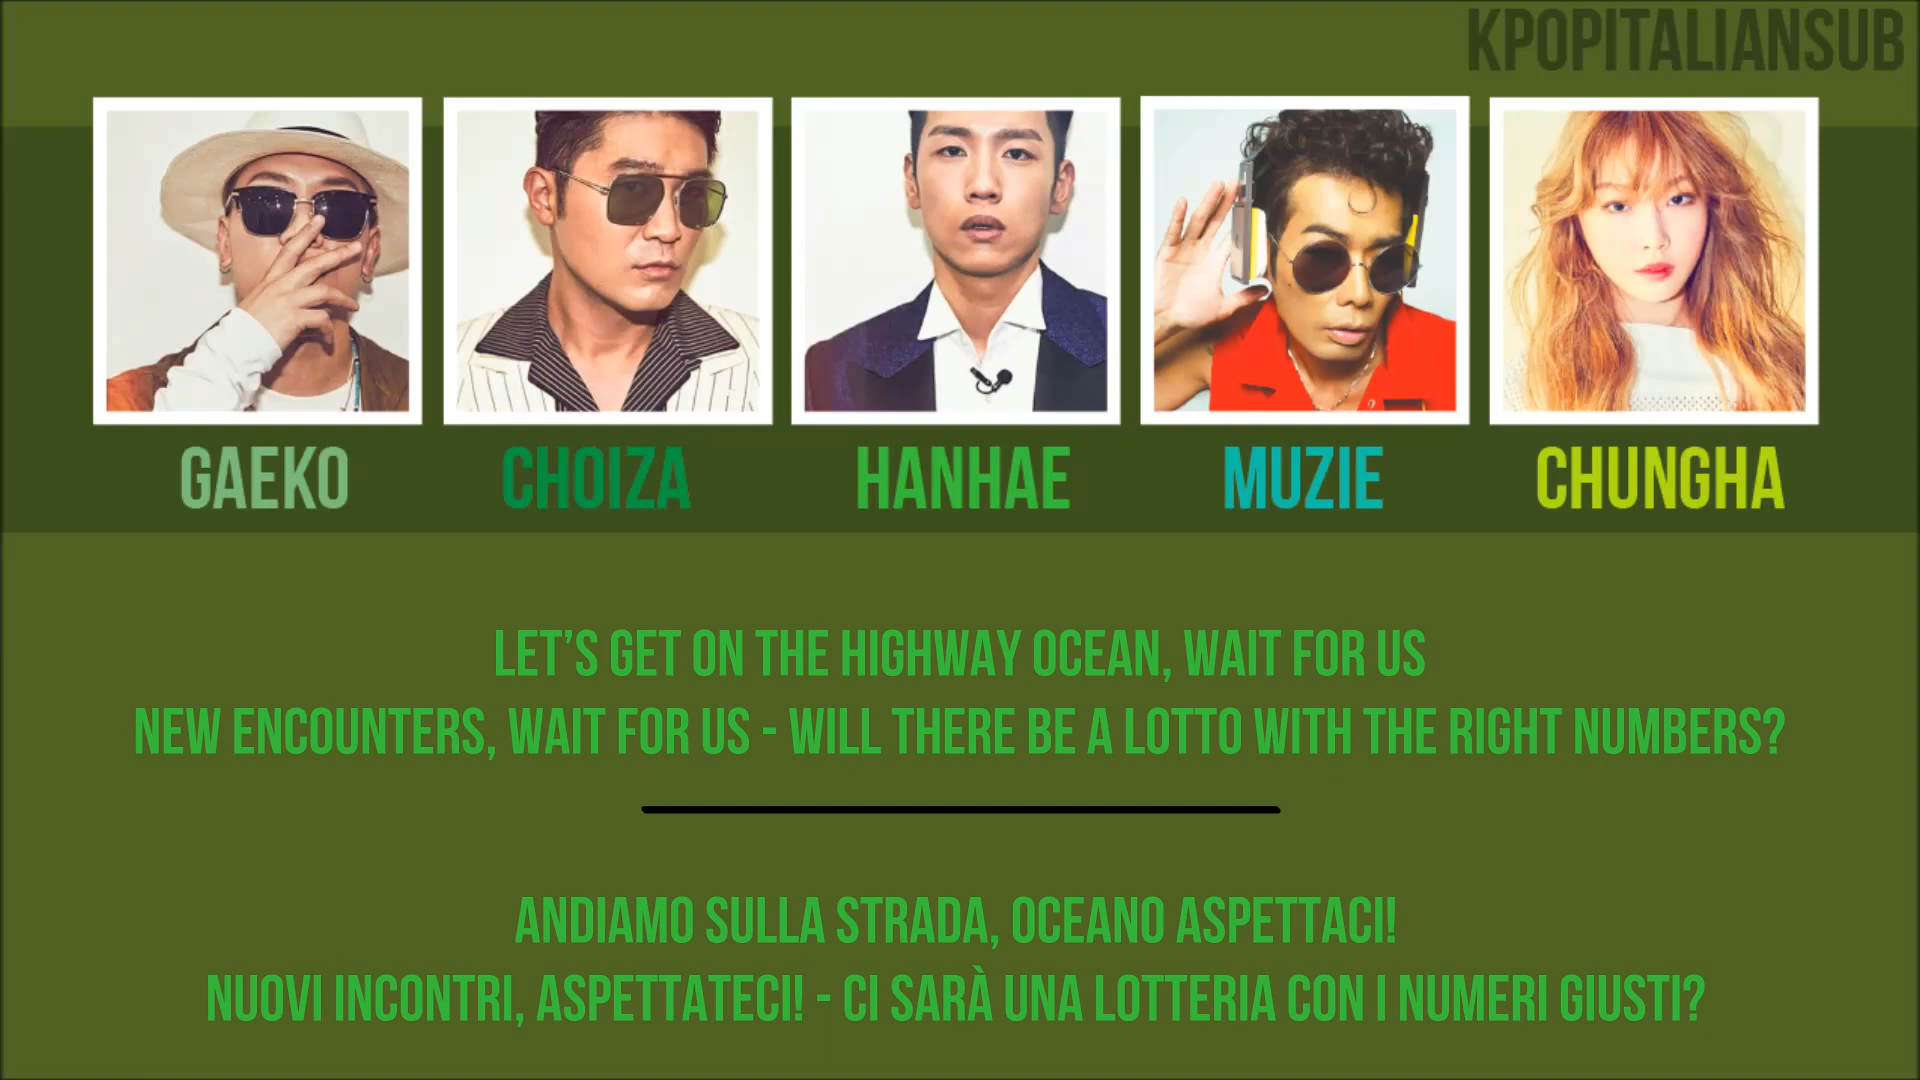 KPOPITALIANSUB
GAEKO CHOIZA HANHAE MUZIE CHUNGHA
LET'S GET ON THE HIGHWAY OCEAN, WAIT FOR US
NEW ENCOUNTERS, WAIT FOR US - WILL THERE BE A LOTTO WITH THE RIGHT NUMBERS?
ANDIAMO SULLA STRADA, OCEANO ASPETTACI!
NUOVI INCONTRI, ASPETTATECI! - CI SARÀ UNA LOTTERIA CON I NUMERI GIUSTI?